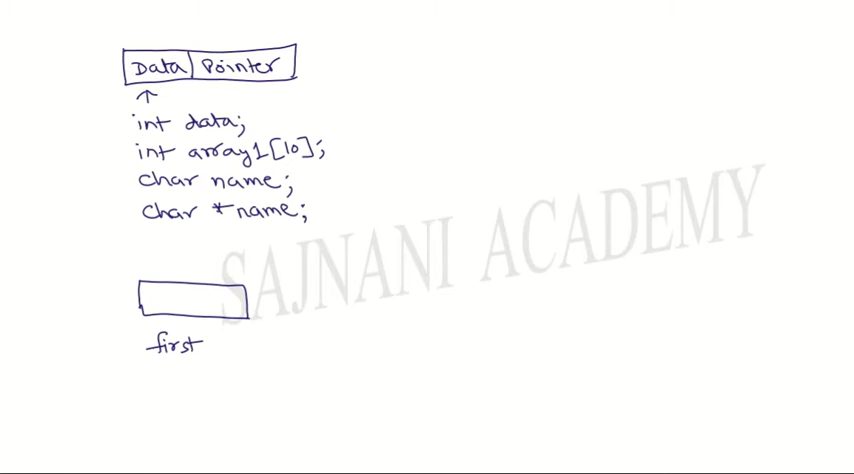 Data Pointer
int data;
int array1[10];
char name;
char *name;
first
SAJNANI ACADEMY